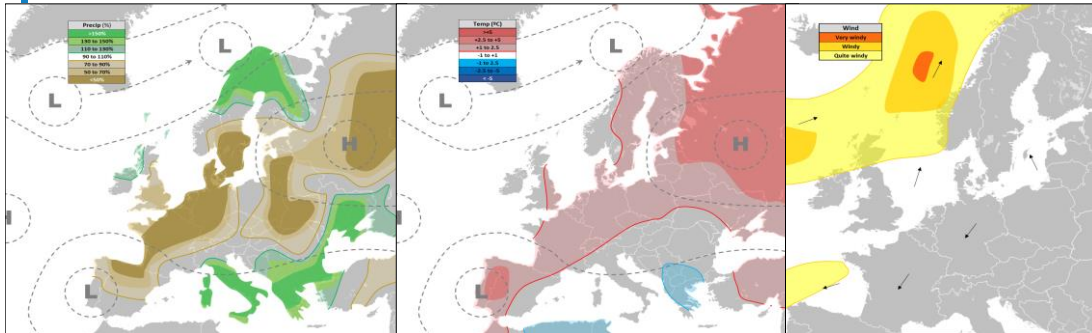 Precip (%)
>150%
130 to 150%
110 to 130%
90 to 110%
70 to 90%
50 to 70%
<50%
L
L
H
H
L
Temp (ºC)
>+5
+2.5 to +5
+1 to 2.5
-1 to +1
-1 to 2.5
-2.5 to -5
< -5
L
L
H
H
L
Wind
Very windy
Windy
Quite windy